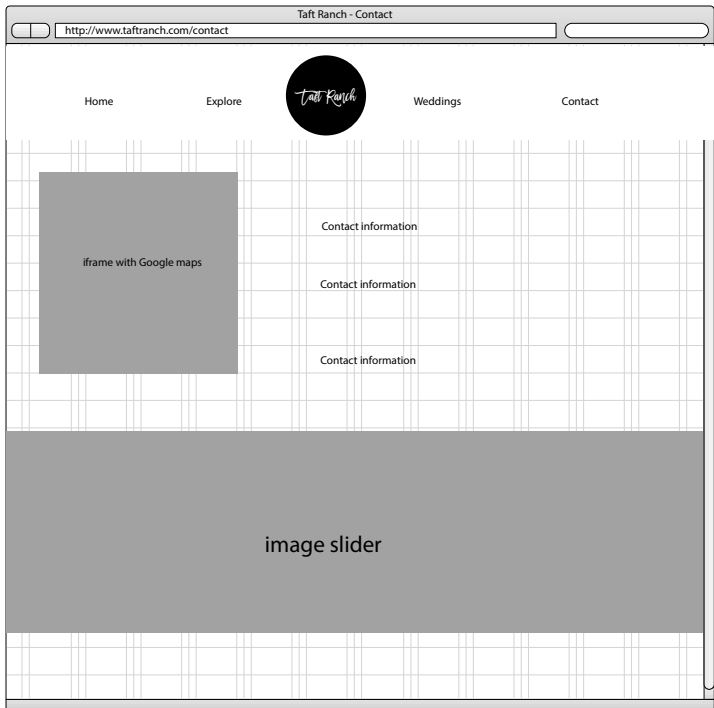 Taft Ranch - Contact
http://www.taftranch.com/contact
Home
Explore
Taft Ranch
Weddings
Contact
iframe with Google maps
Contact information
Contact information
Contact information
image slider